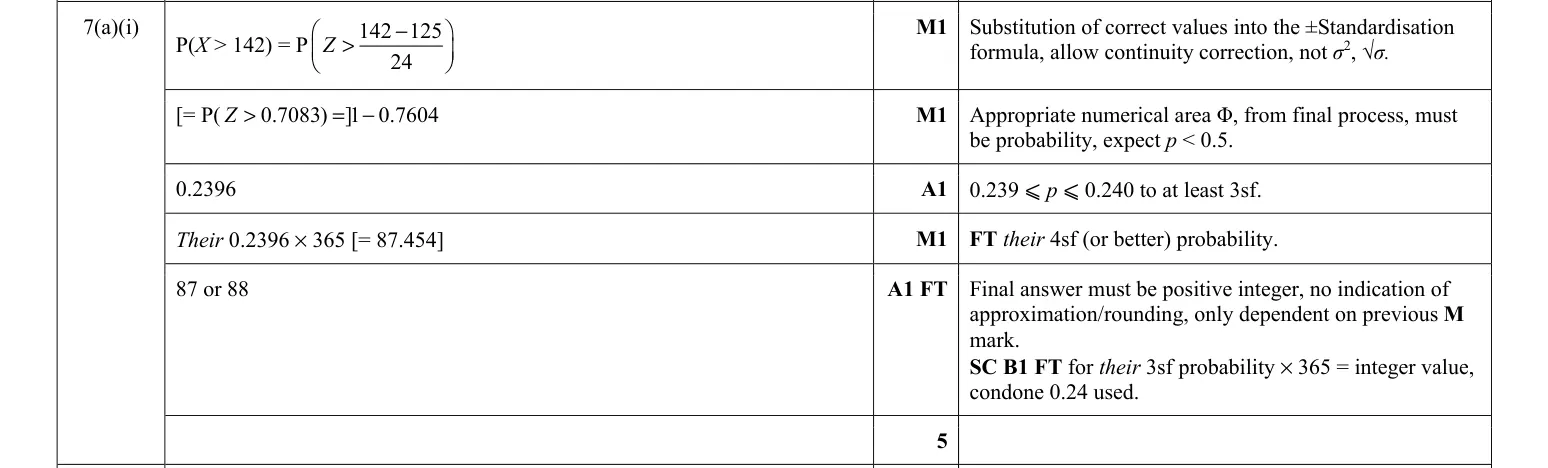 7(a)(i)
P(X > 142) = P(Z > (142 − 125)/24)
M1
Substitution of correct values into the ±Standardisation
formula, allow continuity correction, not σ², √σ.
[= P( Z > 0.7083) =]1 − 0.7604
M1
Appropriate numerical area Φ, from final process, must
be probability, expect p < 0.5.
0.2396
A1
0.239 ⩽ p ⩽ 0.240 to at least 3sf.
Their 0.2396 × 365 [= 87.454]
M1
FT their 4sf (or better) probability.
87 or 88
A1 FT
Final answer must be positive integer, no indication of
approximation/rounding, only dependent on previous M
mark.
SC B1 FT for their 3sf probability × 365 = integer value,
condone 0.24 used.
5